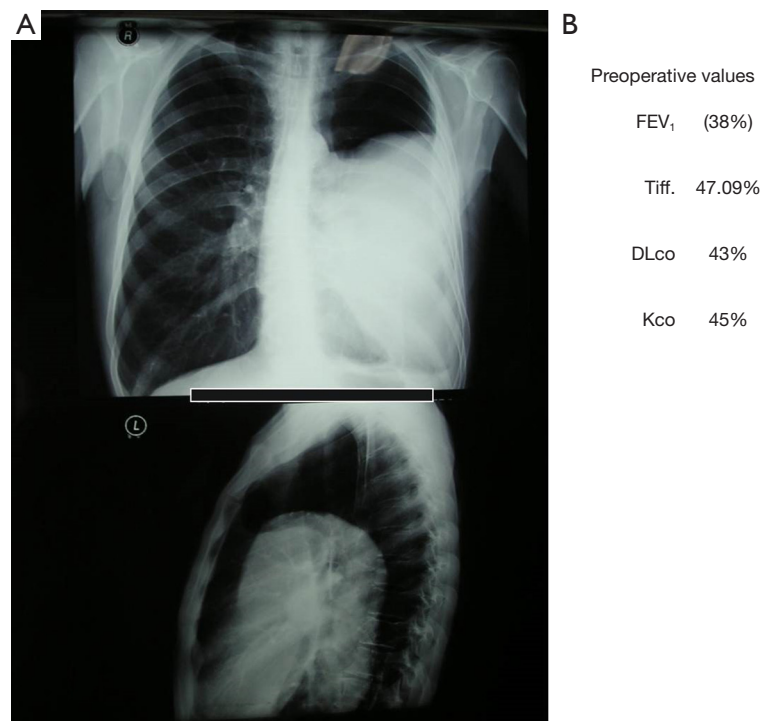 A
R
L
B
Preoperative values
FEV₁ (38%)
Tiff. 47.09%
DLco 43%
Kco 45%